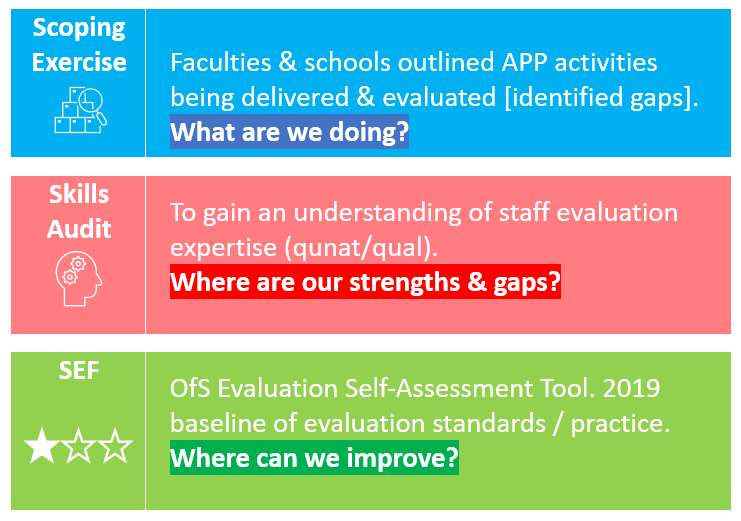 Scoping
Exercise
Faculties & schools outlined APP activities
being delivered & evaluated [identified gaps].
What are we doing?
Skills
Audit
To gain an understanding of staff evaluation
expertise (qunat/qual).
Where are our strengths & gaps?
SEF
OfS Evaluation Self-Assessment Tool. 2019
baseline of evaluation standards / practice.
Where can we improve?